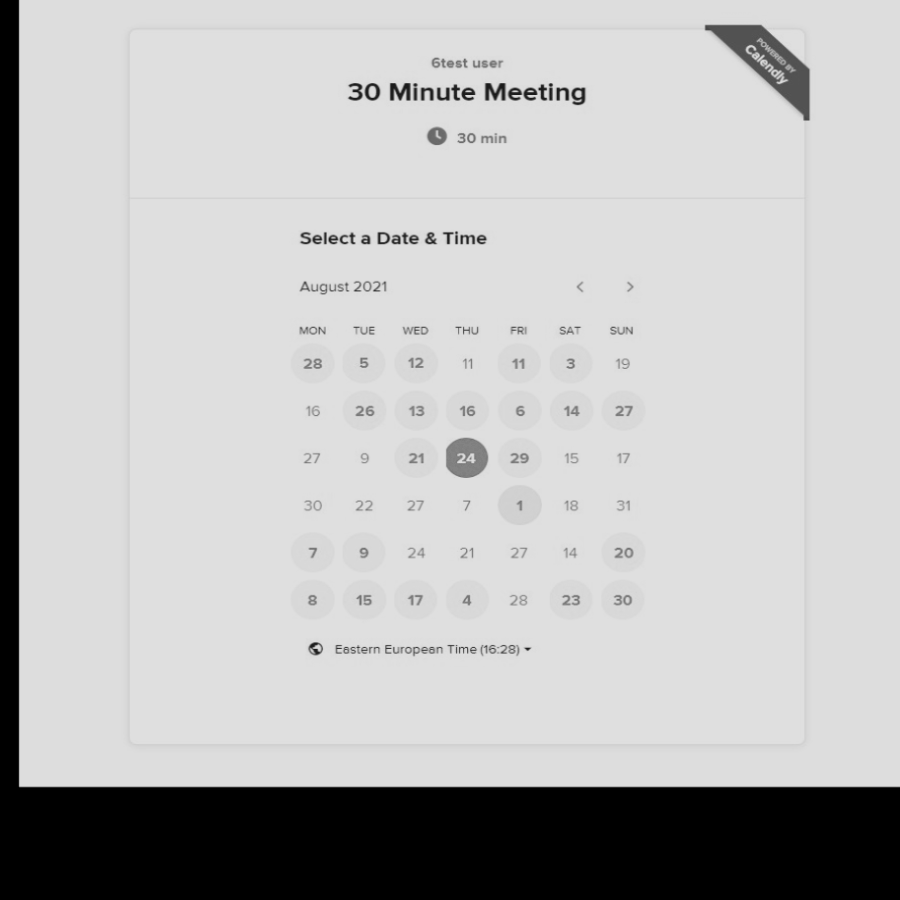 POWERED BY
Calendly
6test user
30 Minute Meeting
30 min
Select a Date & Time
August 2021
MON TUE WED THU FRI SAT SUN
28 5 12 11 11 3 19
16 26 13 16 6 14 27
27 9 21 24 29 15 17
30 22 27 7 1 18 31
7 9 24 21 27 14 20
8 15 17 4 28 23 30
Eastern European Time (16:28)